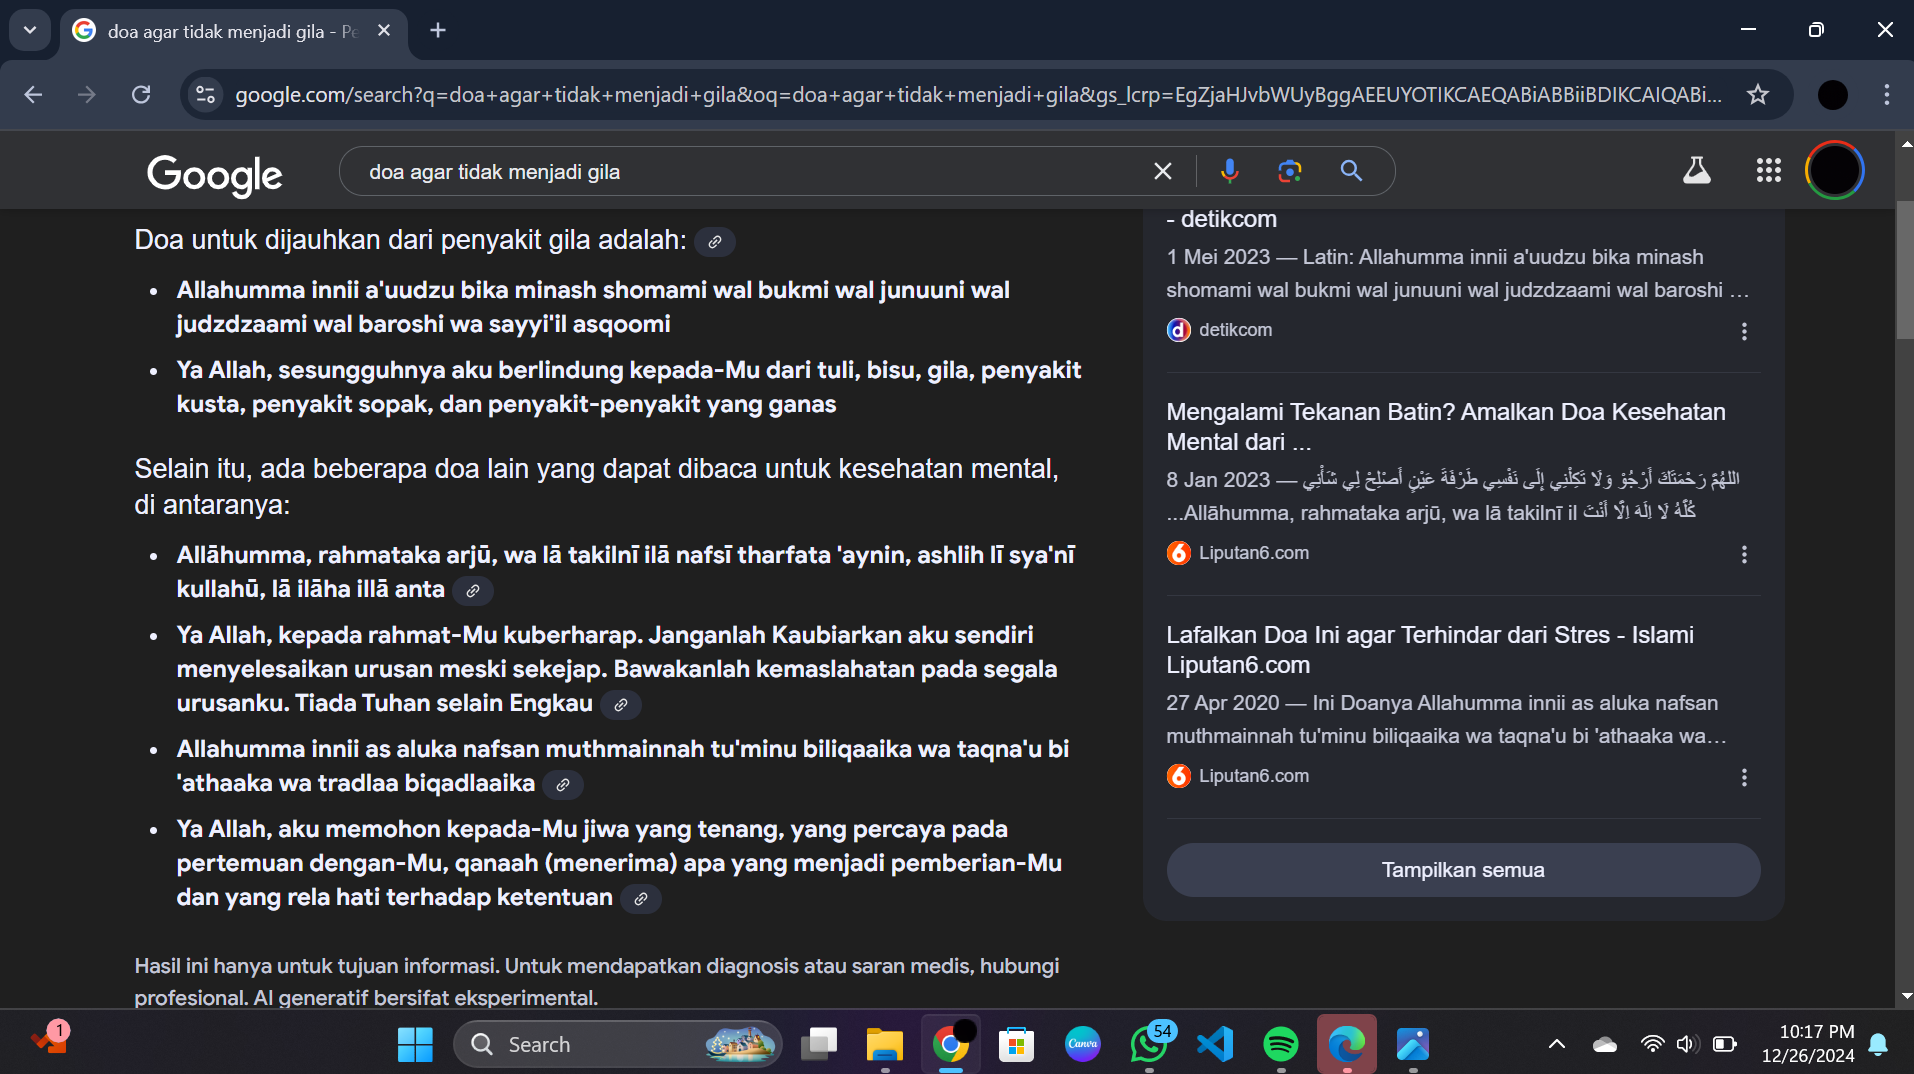 doa agar tidak menjadi gila - Pe
google.com/search?q=doa+agar+tidak+menjadi+gila&oq=doa+agar+tidak+menjadi+gila&gs_lcrp=EgZjaHJvbWUyBggAEEUYOTIKCAEQABiABBiiBDIKCAIQABi...
Google
doa agar tidak menjadi gila
Doa untuk dijauhkan dari penyakit gila adalah:
• Allahumma innii a'uudzu bika minash shomami wal bukmi wal junuuni wal
judzdzaami wal baroshi wa sayyi'il asqoomi
• Ya Allah, sesungguhnya aku berlindung kepada-Mu dari tuli, bisu, gila, penyakit
kusta, penyakit sopak, dan penyakit-penyakit yang ganas
Selain itu, ada beberapa doa lain yang dapat dibaca untuk kesehatan mental,
di antaranya:
• Allāhumma, rahmataka arjū, wa lā takilnī ilā nafsī tharfata 'aynin, ashlih lī sya'nī
kullahū, lā ilāha illā anta
• Ya Allah, kepada rahmat-Mu kuberharap. Janganlah Kaubiarkan aku sendiri
menyelesaikan urusan meski sekejap. Bawakanlah kemaslahatan pada segala
urusanku. Tiada Tuhan selain Engkau
• Allahumma innii as aluka nafsan muthmainnah tu'minu biliqaaika wa taqna'u bi
'athaaka wa tradlaa biqadlaaika
• Ya Allah, aku memohon kepada-Mu jiwa yang tenang, yang percaya pada
pertemuan dengan-Mu, qanaah (menerima) apa yang menjadi pemberian-Mu
dan yang rela hati terhadap ketentuan
Hasil ini hanya untuk tujuan informasi. Untuk mendapatkan diagnosis atau saran medis, hubungi
profesional. AI generatif bersifat eksperimental.
- detikcom
1 Mei 2023 — Latin: Allahumma innii a'uudzu bika minash
shomami wal bukmi wal junuuni wal judzdzaami wal baroshi ...
detikcom
Mengalami Tekanan Batin? Amalkan Doa Kesehatan
Mental dari ...
8 Jan 2023 — اللهُمَّ رَحْمَتَكَ أَرْجُوْ وَلَا تَكِلْنِي إِلَى نَفْسِي طَرْفَةَ عَيْنٍ أَصْلِحْ لِي شَأْنِي
...Allāhumma, rahmataka arjū, wa lā takilnī il كُلَّهُ لَا اِلَهَ اِلَّا أَنْتَ
Liputan6.com
Lafalkan Doa Ini agar Terhindar dari Stres - Islami
Liputan6.com
27 Apr 2020 — Ini Doanya Allahumma innii as aluka nafsan
muthmainnah tu'minu biliqaaika wa taqna'u bi 'athaaka wa...
Liputan6.com
Tampilkan semua
1
Search
Canva
54
10:17 PM
12/26/2024